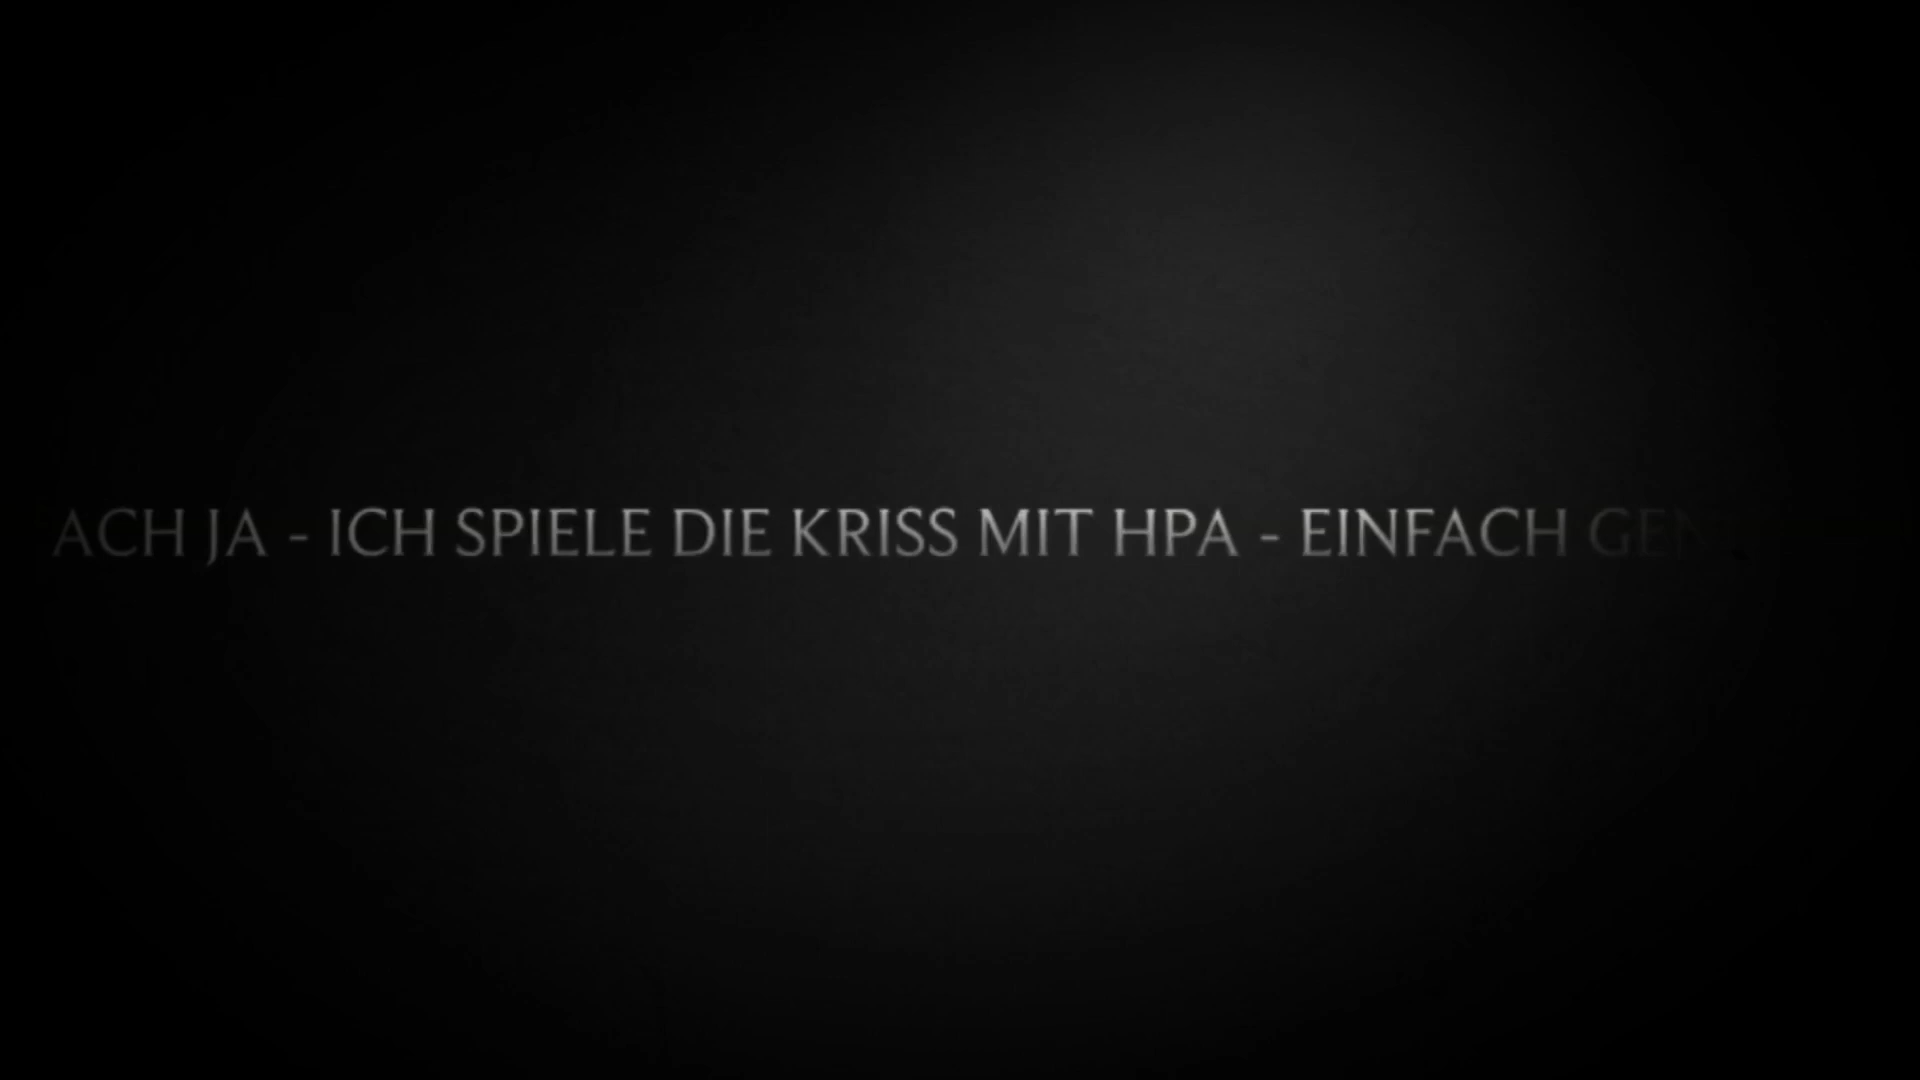 ACH JA - ICH SPIELE DIE KRISS MIT HPA - EINFACH